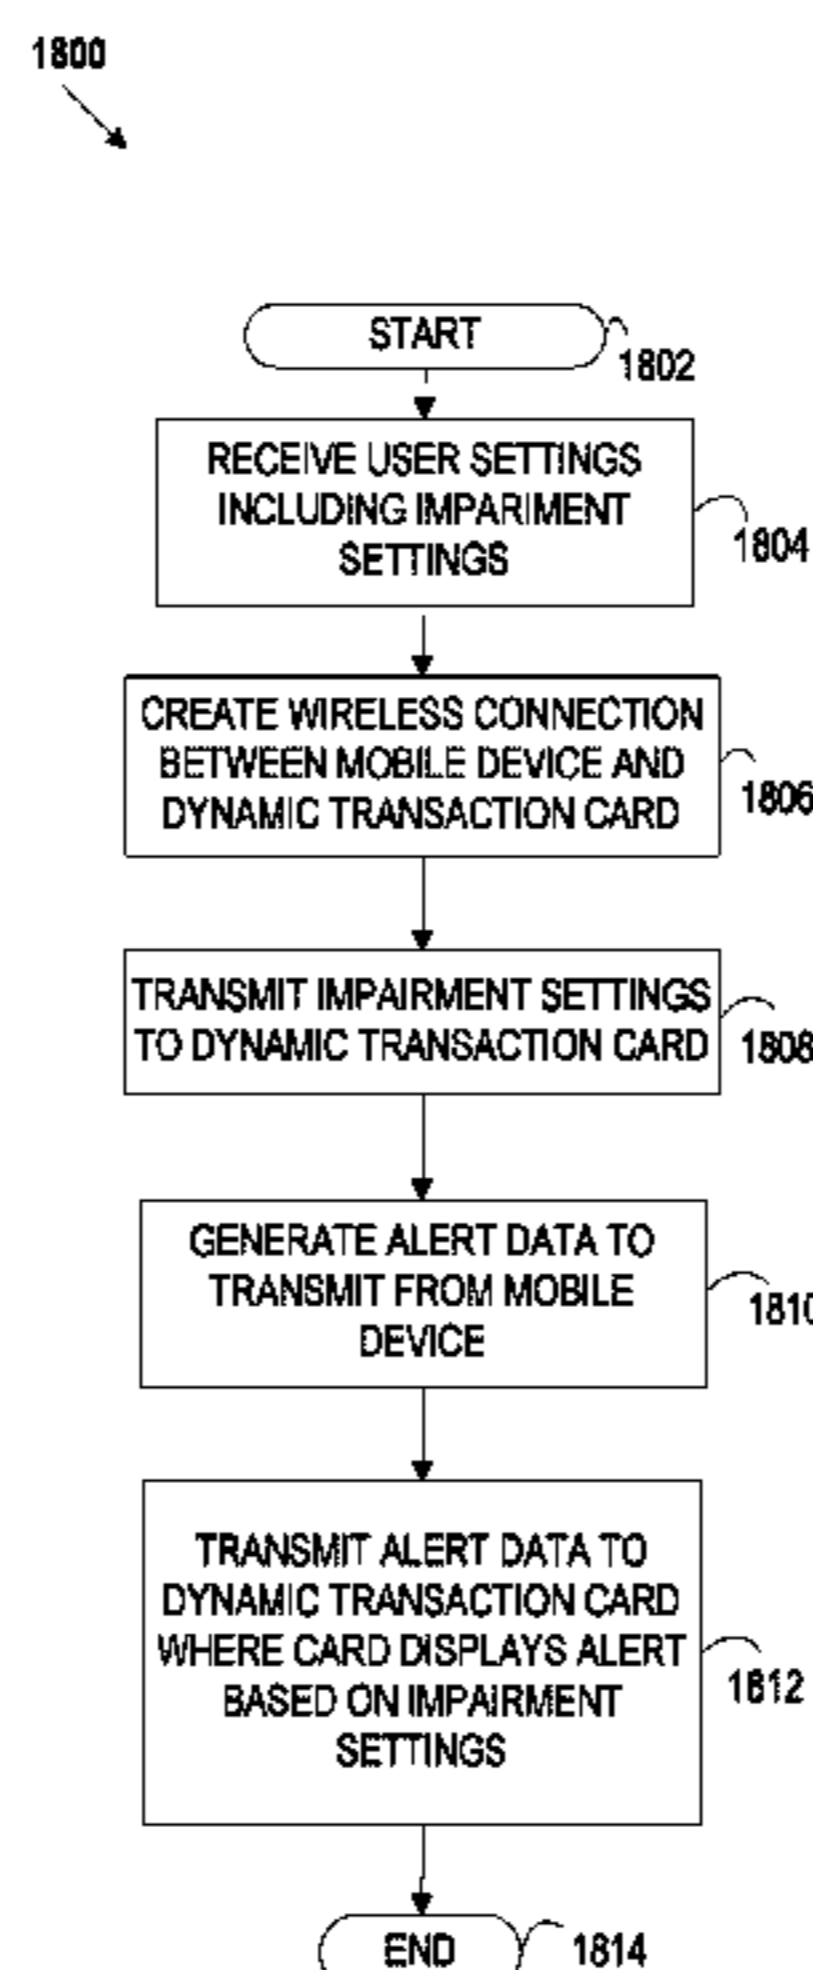 1800
START
1802
RECEIVE USER SETTINGS
INCLUDING IMPARIMENT
SETTINGS
1804
CREATE WIRELESS CONNECTION
BETWEEN MOBILE DEVICE AND
DYNAMIC TRANSACTION CARD
1806
TRANSMIT IMPAIRMENT SETTINGS
TO DYNAMIC TRANSACTION CARD
1808
GENERATE ALERT DATA TO
TRANSMIT FROM MOBILE
DEVICE
1810
TRANSMIT ALERT DATA TO
DYNAMIC TRANSACTION CARD
WHERE CARD DISPLAYS ALERT
BASED ON IMPAIRMENT
SETTINGS
1812
END
1814